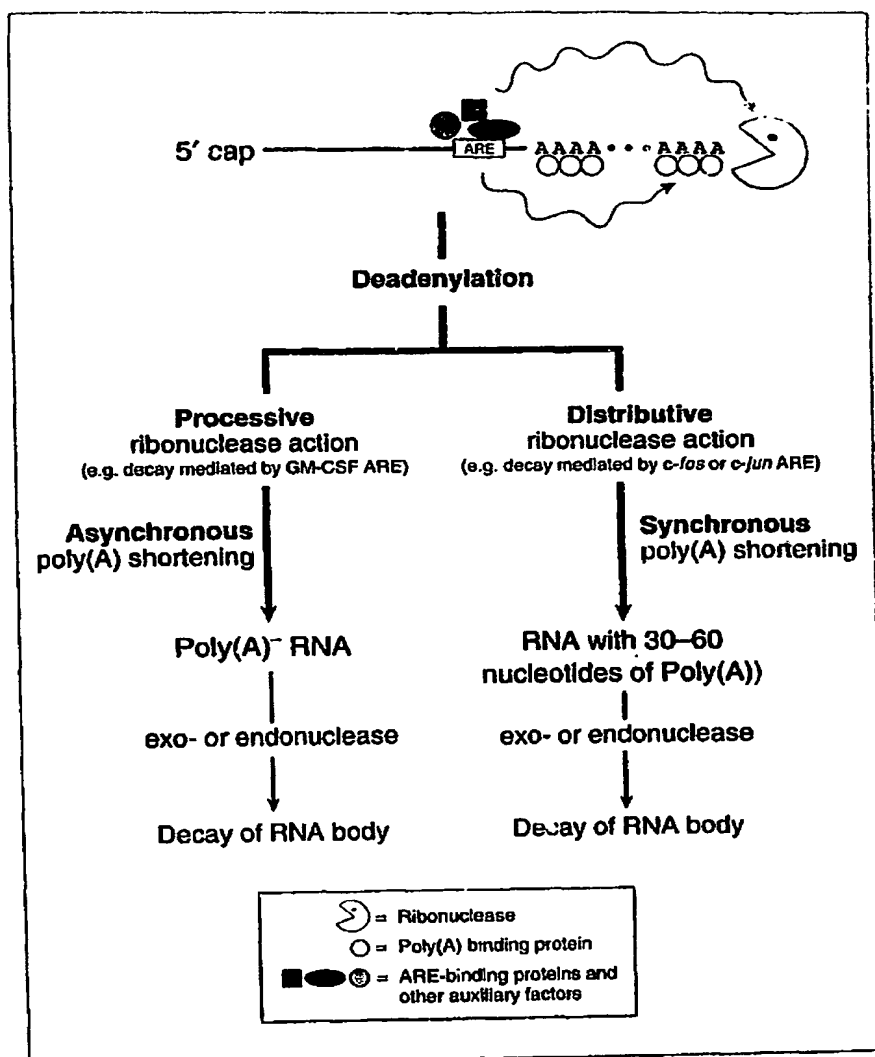 5′ cap
ARE
AAAA • • • AAAA
Deadenylation
Processive
ribonuclease action
(e.g. decay mediated by GM-CSF ARE)
Distributive
ribonuclease action
(e.g. decay mediated by c-fos or c-jun ARE)
Asynchronous
poly(A) shortening
Synchronous
poly(A) shortening
Poly(A)⁻ RNA
RNA with 30–60
nucleotides of Poly(A))
exo- or endonuclease
exo- or endonuclease
Decay of RNA body
Decay of RNA body
= Ribonuclease
= Poly(A) binding protein
= ARE-binding proteins and
other auxiliary factors